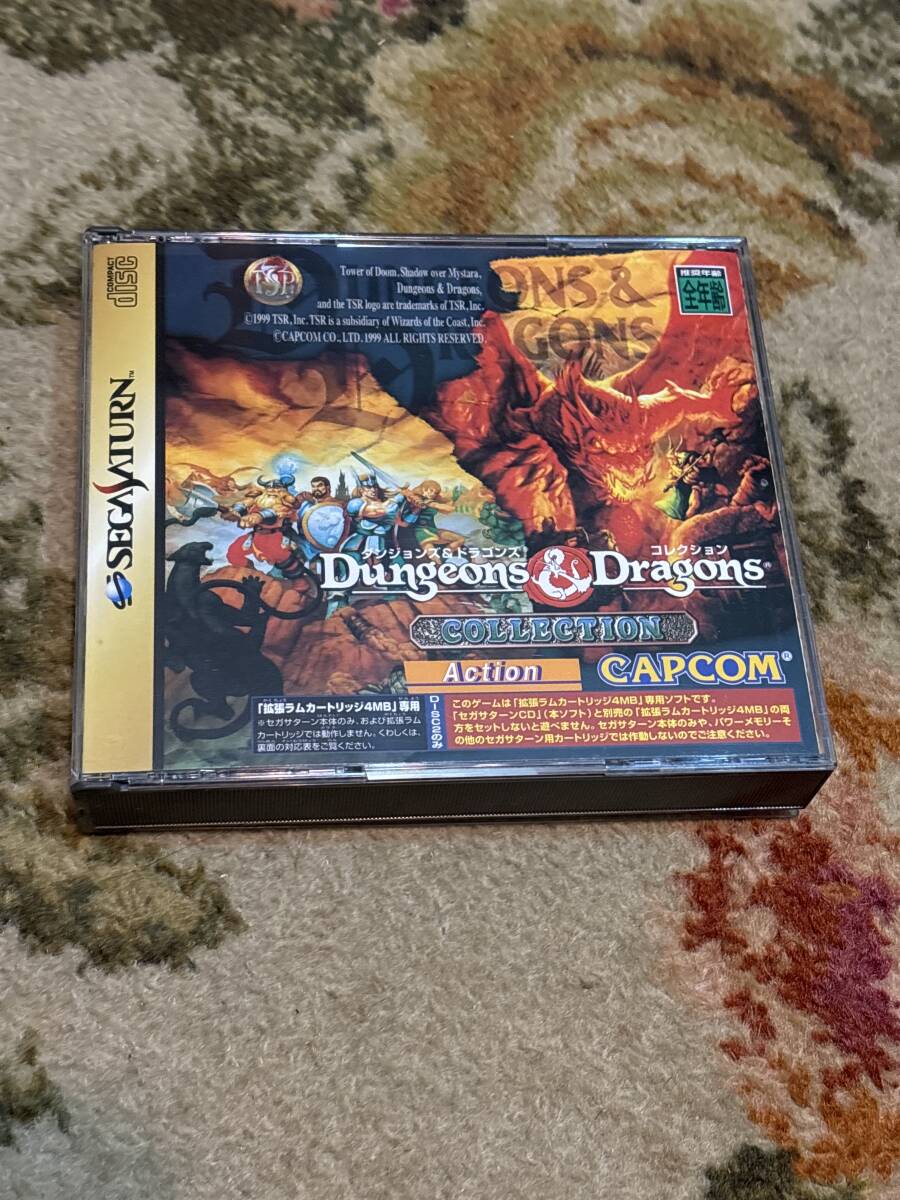 COMPACT
disc
SEGA SATURN™
TSR
Tower of Doom, Shadow over Mystara,
Dungeons & Dragons,
and the TSR logo are trademarks of TSR, Inc.
©1999 TSR, Inc. TSR is a subsidiary of Wizards of the Coast, Inc.
©CAPCOM CO., LTD. 1999 ALL RIGHTS RESERVED.
推奨年齢
全年齢
ONS &
DRAGONS
ダンジョンズ&ドラゴンズ コレクション
Dungeons & Dragons®
COLLECTION
Action
CAPCOM®
「拡張ラムカートリッジ4MB」専用
※セガサターン本体のみ、および拡張ラム
カートリッジでは動作しません。くわしくは、
裏面の対応表をご覧ください。
DISC2のみ
このゲームは「拡張ラムカートリッジ4MB」専用ソフトです。
「セガサターンCD」(本ソフト)と別売の「拡張ラムカートリッジ4MB」の両
方をセットしないと遊べません。セガサターン本体のみや、パワーメモリーそ
の他のセガサターン用カートリッジでは作動しないのでご注意ください。